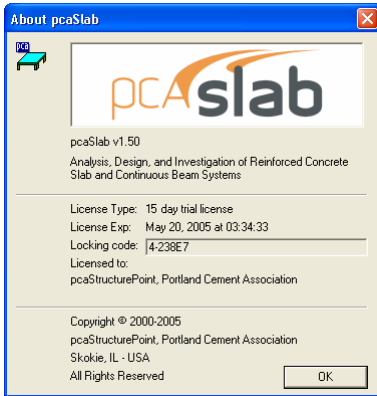 About pcaSlab
pca
pcaslab
pcaSlab v1.50
Analysis, Design, and Investigation of Reinforced Concrete
Slab and Continuous Beam Systems
License Type: 15 day trial license
License Exp: May 20, 2005 at 03:34:33
Locking code: 4-238E7
Licensed to:
pcaStructurePoint, Portland Cement Association
Copyright © 2000-2005
pcaStructurePoint, Portland Cement Association
Skokie, IL - USA
All Rights Reserved
OK